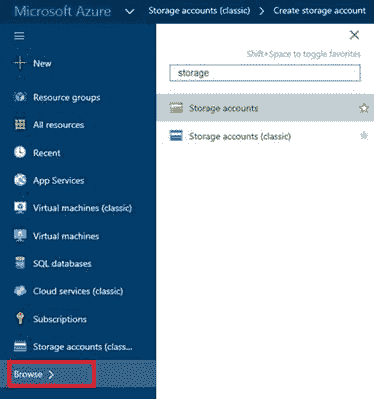 Microsoft Azure Storage accounts (classic) > Create storage account
Shift+Space to toggle favorites
storage
New
Storage accounts
Resource groups
Storage accounts (classic)
All resources
Recent
App Services
Virtual machines (classic)
Virtual machines
SQL databases
Cloud services (classic)
Subscriptions
Storage accounts (class...
Browse >